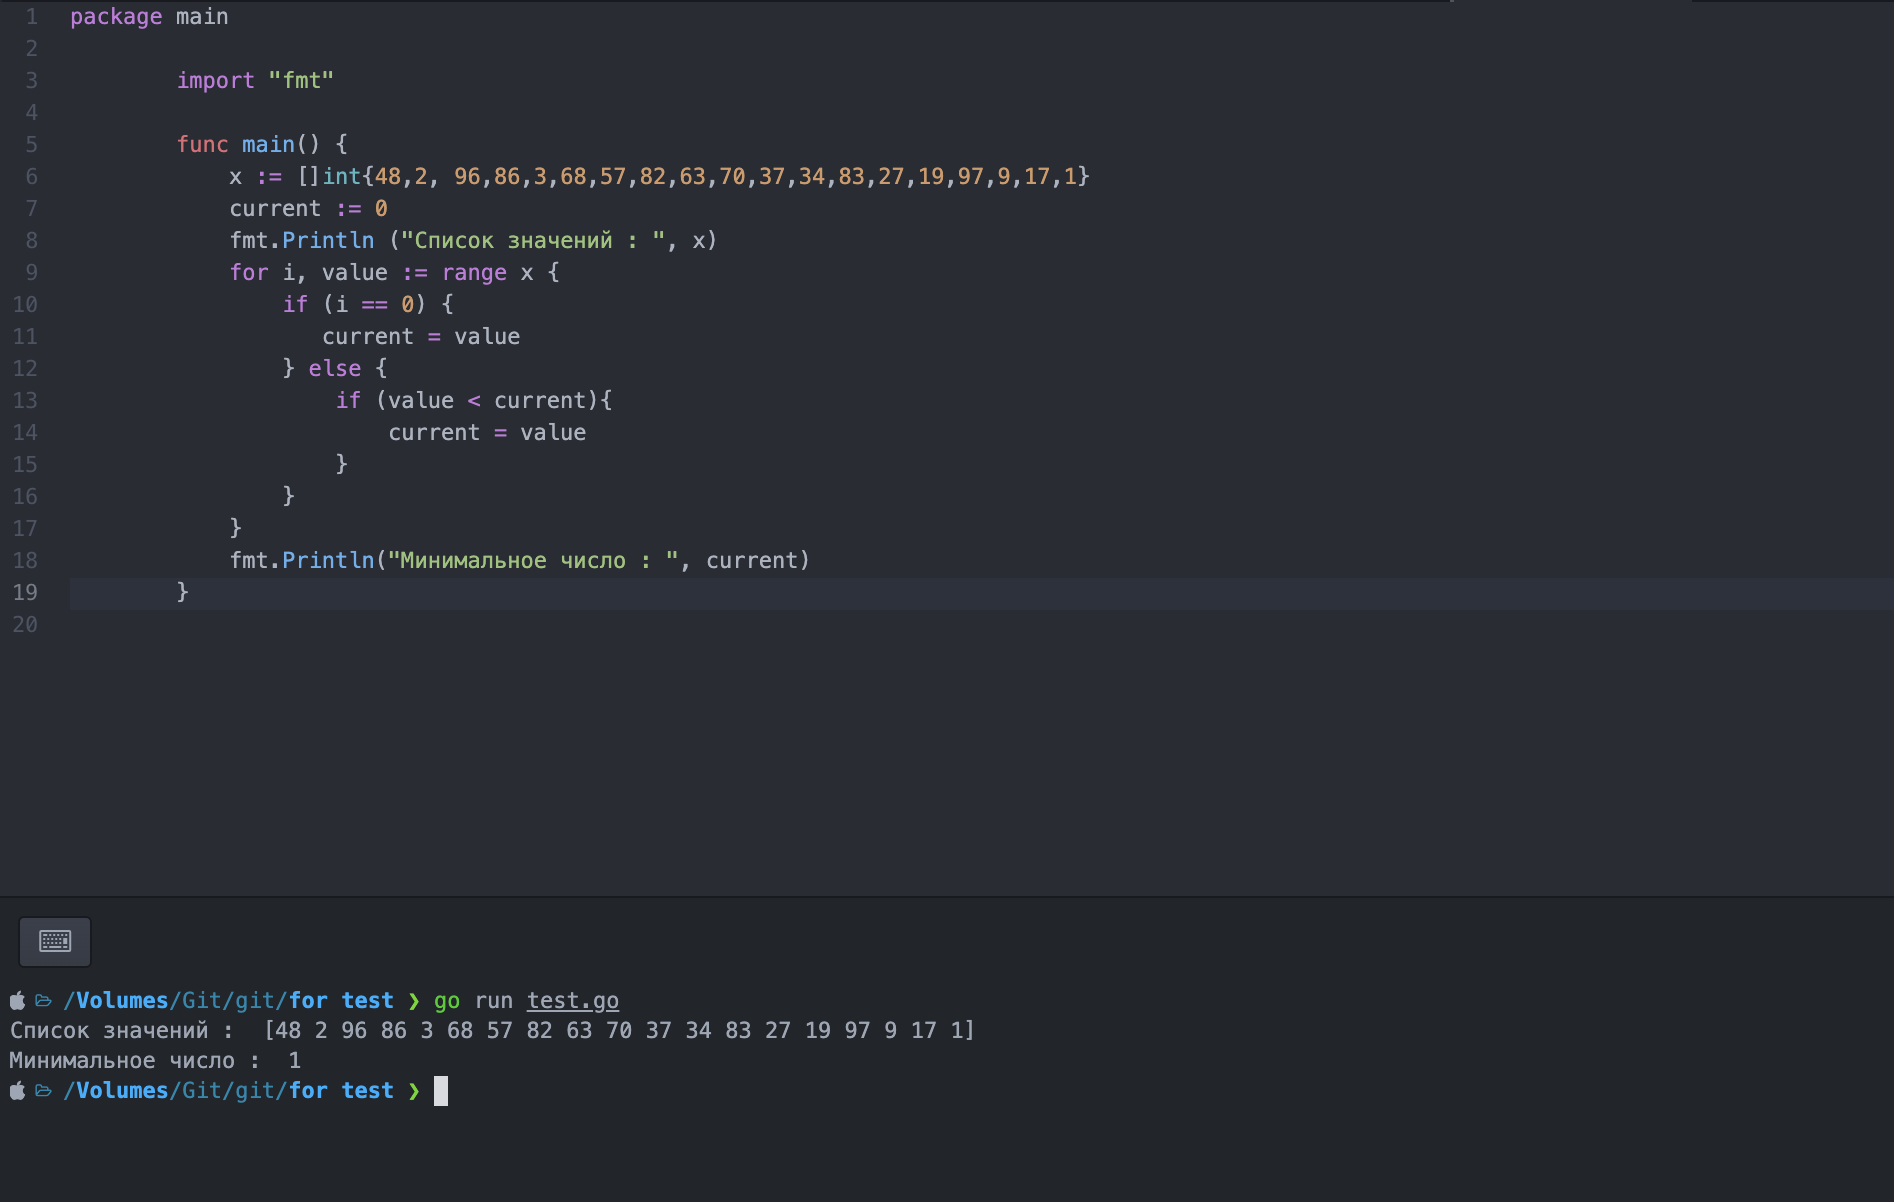 1 package main
2
3 import "fmt"
4
5 func main() {
6 x := []int{48,2, 96,86,3,68,57,82,63,70,37,34,83,27,19,97,9,17,1}
7 current := 0
8 fmt.Println ("Список значений : ", x)
9 for i, value := range x {
10 if (i == 0) {
11 current = value
12 } else {
13 if (value < current){
14 current = value
15 }
16 }
17 }
18 fmt.Println("Минимальное число : ", current)
19 }
20
/Volumes/Git/git/for test ❯ go run test.go
Список значений :  [48 2 96 86 3 68 57 82 63 70 37 34 83 27 19 97 9 17 1]
Минимальное число :  1
/Volumes/Git/git/for test ❯